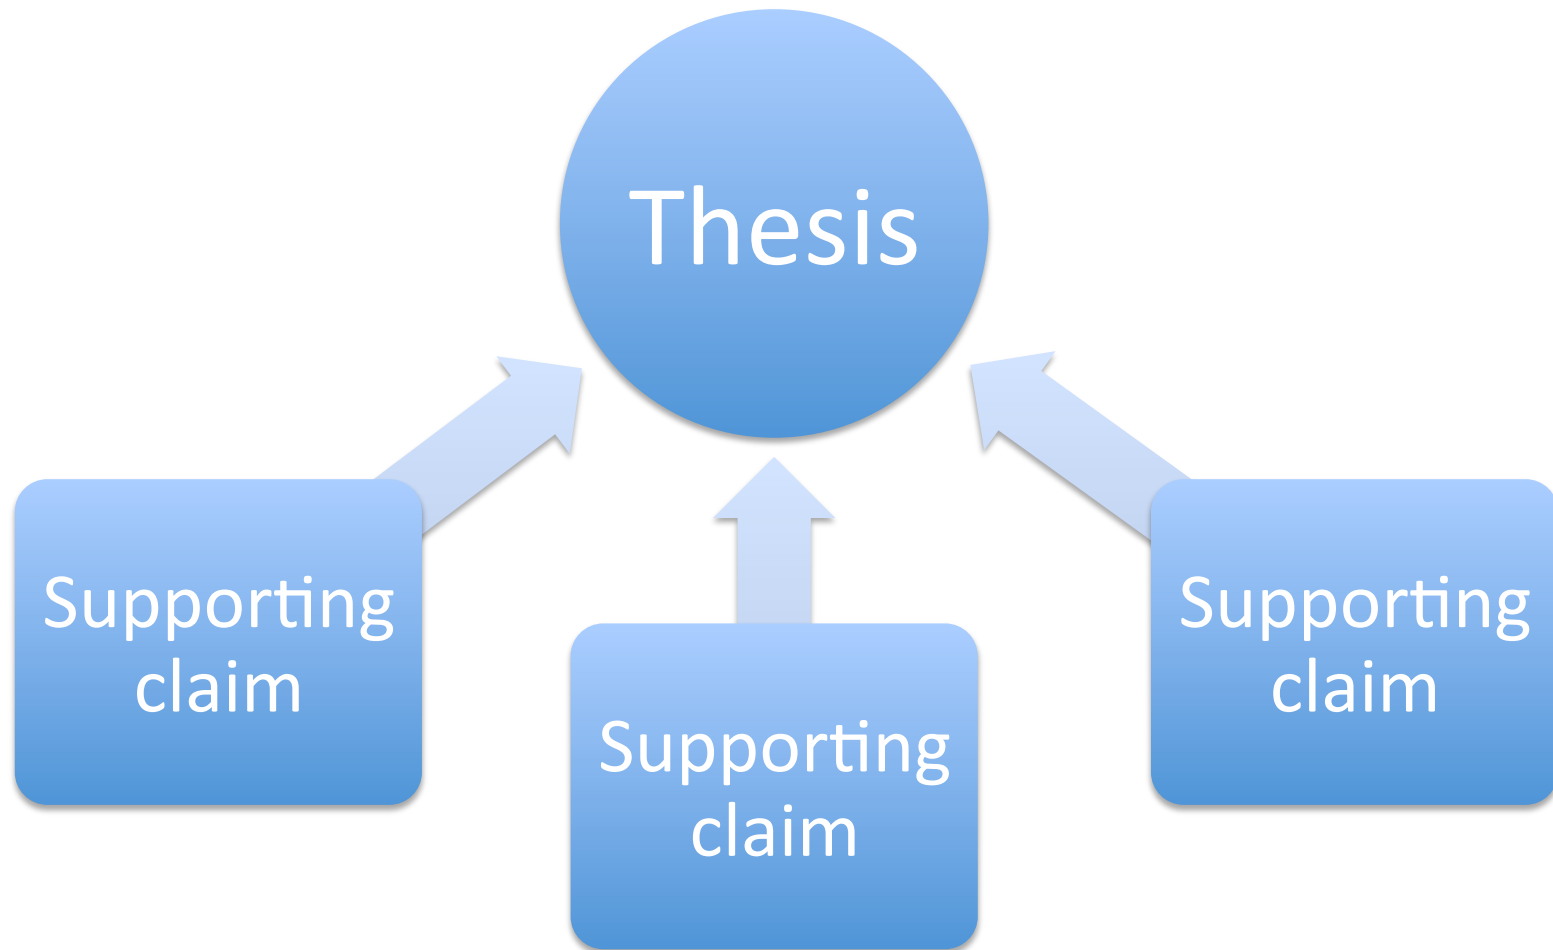 Thesis
Supporting
claim
Supporting
claim
Supporting
claim